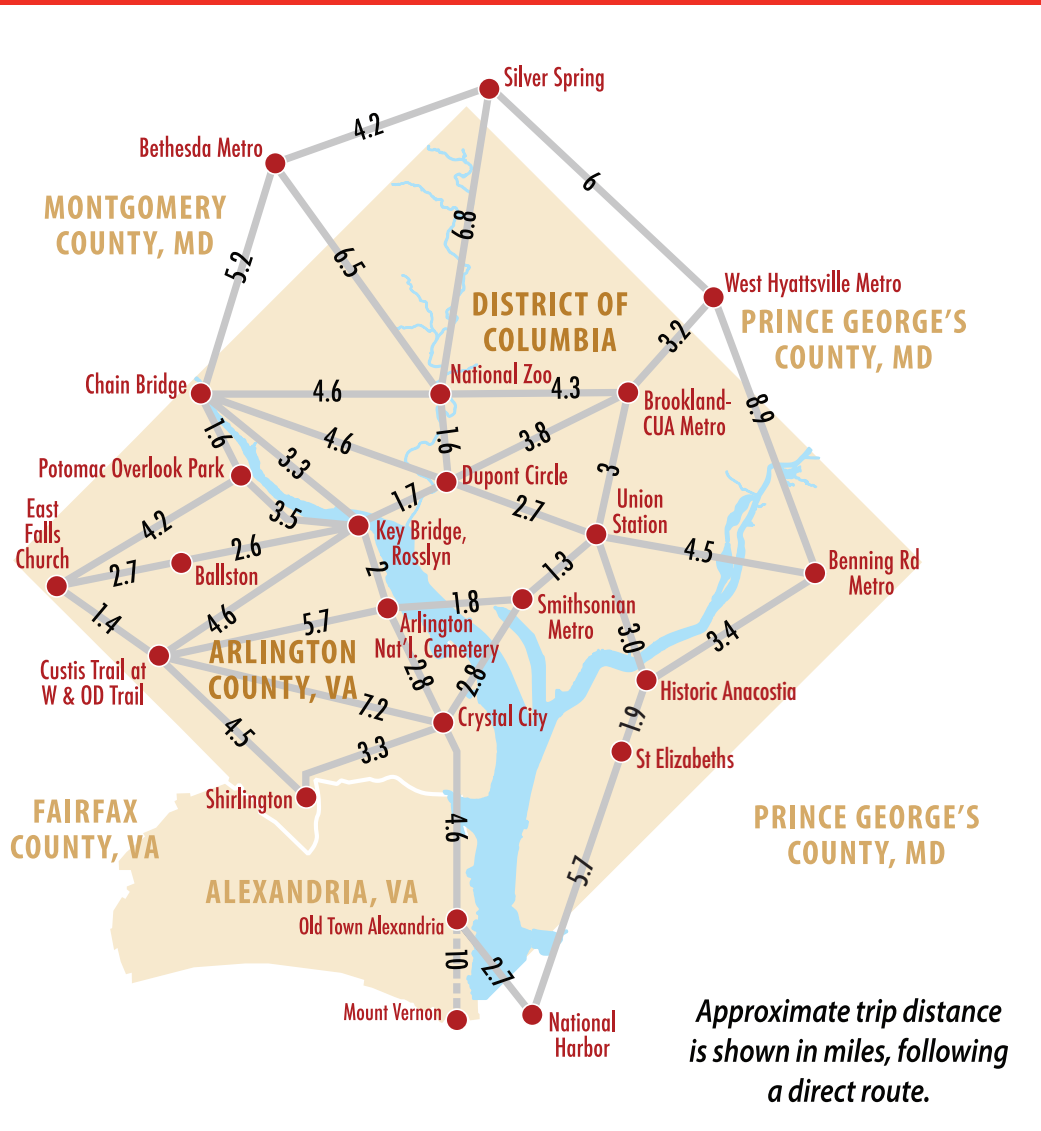 Silver Spring
4.2
Bethesda Metro
6
MONTGOMERY
COUNTY, MD
6.8
5.2
6.5
West Hyattsville Metro
DISTRICT OF
COLUMBIA
PRINCE GEORGE'S
COUNTY, MD
3.2
National Zoo
Chain Bridge
4.6
4.3
Brookland-
CUA Metro
8.9
1.6
4.6
1.6
3.8
Potomac Overlook Park
3.3
Dupont Circle
3
East
Falls
Church
4.2
3.5
1.7
2.7
Union
Station
Key Bridge,
Rosslyn
2.6
4.5
2.7
Ballston
2
1.3
Benning Rd
Metro
1.4
4.6
5.7
1.8
Smithsonian
Metro
Arlington
Nat'l. Cemetery
3.0
3.4
Custis Trail at
W & OD Trail
ARLINGTON
COUNTY, VA
2.8
2.8
Historic Anacostia
7.2
Crystal City
1.9
4.5
3.3
St Elizabeths
Shirlington
FAIRFAX
COUNTY, VA
4.6
PRINCE GEORGE'S
COUNTY, MD
5.7
ALEXANDRIA, VA
Old Town Alexandria
10
2.7
Mount Vernon
National
Harbor
Approximate trip distance
is shown in miles, following
a direct route.